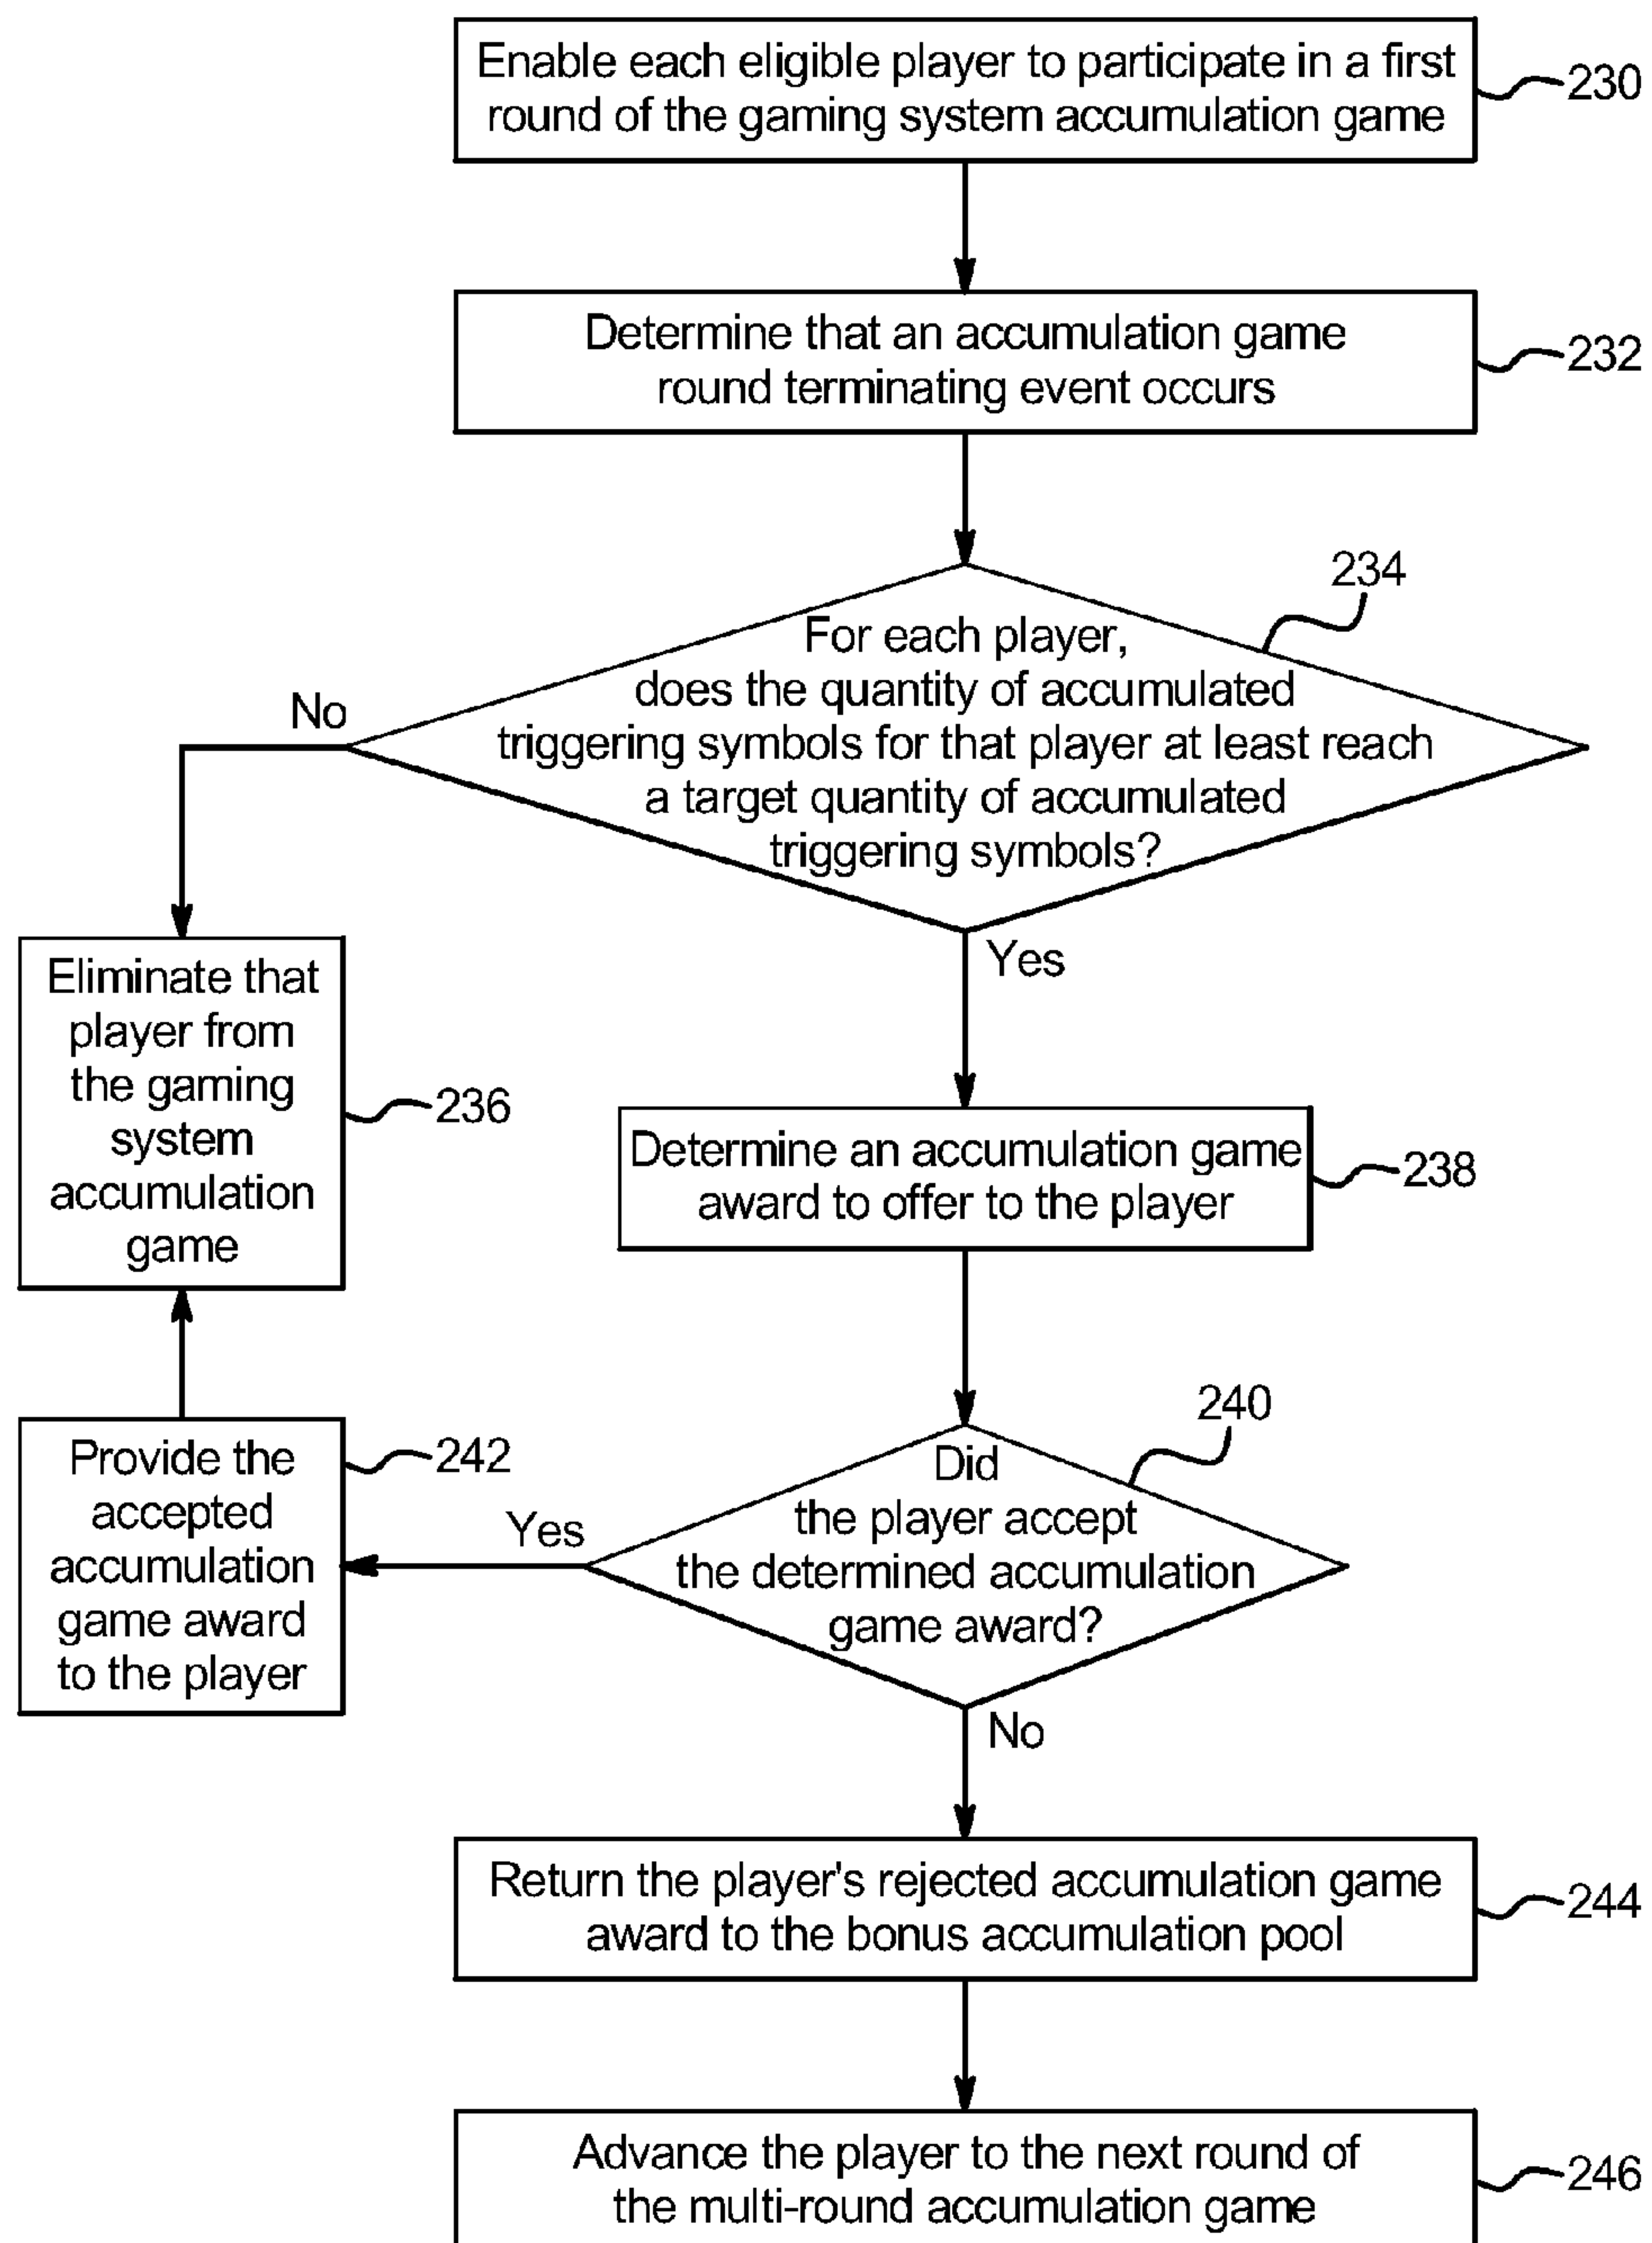 Enable each eligible player to participate in a first
round of the gaming system accumulation game
230
Determine that an accumulation game
round terminating event occurs
232
234
For each player,
does the quantity of accumulated
triggering symbols for that player at least reach
a target quantity of accumulated
triggering symbols?
No
Yes
Eliminate that
player from
the gaming
system
accumulation
game
236
Determine an accumulation game
award to offer to the player
238
240
Did
the player accept
the determined accumulation
game award?
Yes
No
Provide the
accepted
accumulation
game award
to the player
242
Return the player's rejected accumulation game
award to the bonus accumulation pool
244
Advance the player to the next round of
the multi-round accumulation game
246